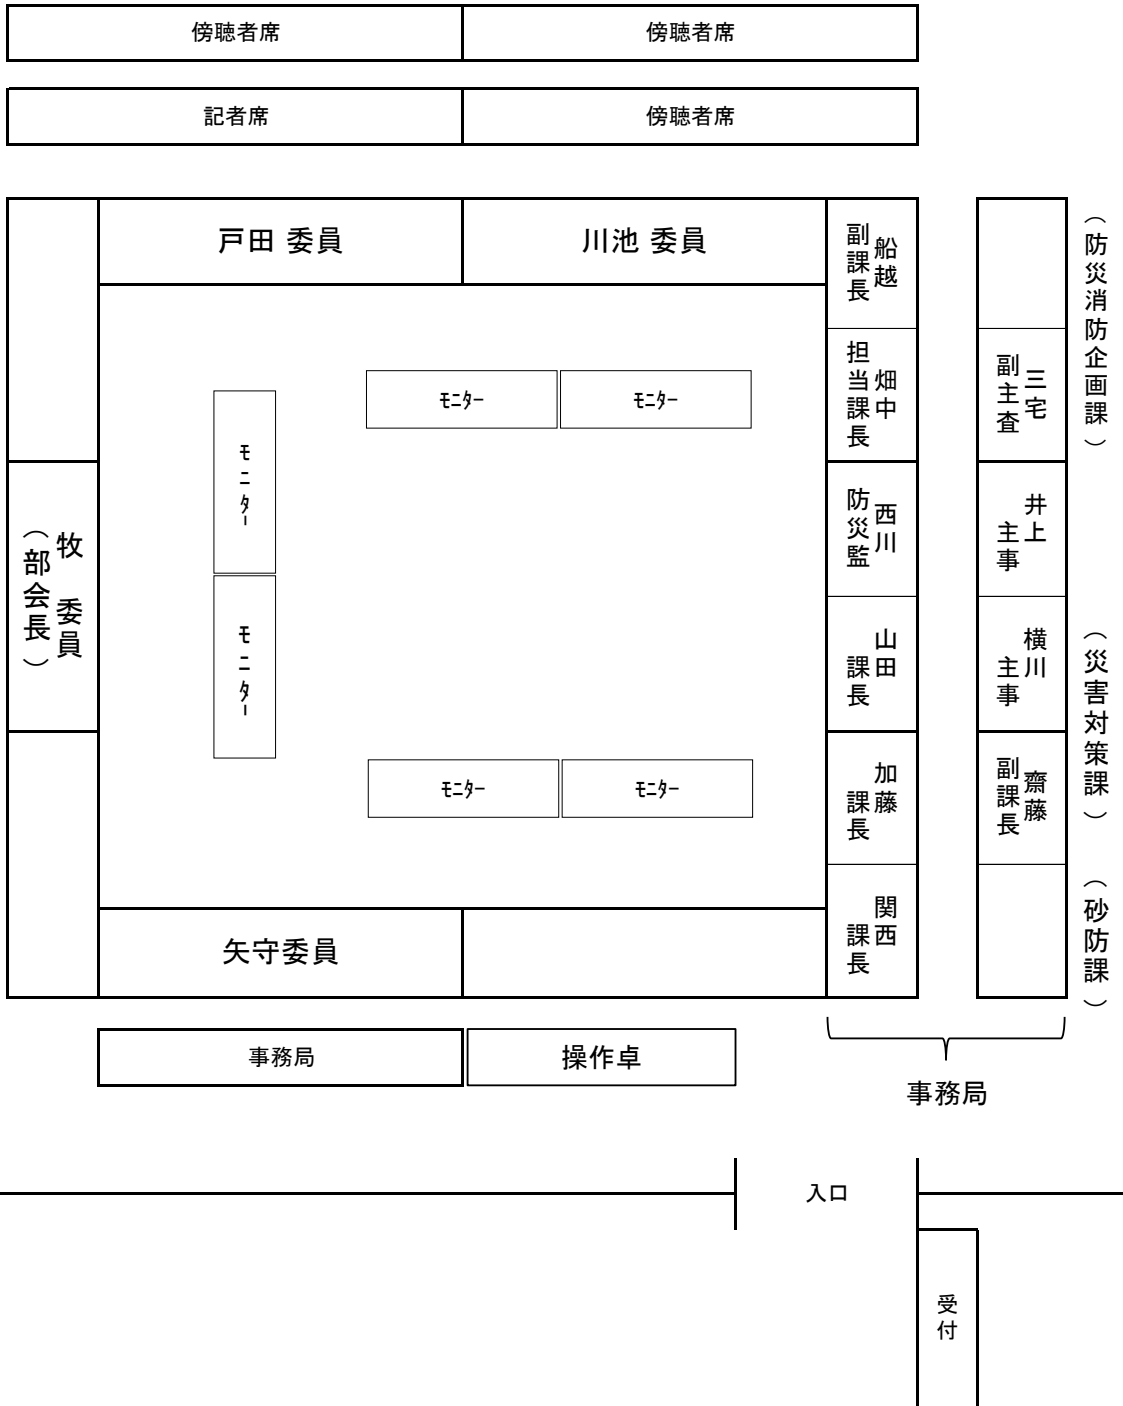 傍聴者席
傍聴者席
記者席
傍聴者席
戸田 委員
川池 委員
船越
副課長
畑中
担当課長
西川
防災監
山田
課長
加藤
課長
関西
課長
三宅
副主査
井上
主事
横川
主事
齋藤
副課長
（防災消防企画課）
（災害対策課）
（砂防課）
牧 委員
（部会長）
ﾓﾆﾀｰ
ﾓﾆﾀｰ
ﾓﾆﾀｰ
ﾓﾆﾀｰ
ﾓﾆﾀｰ
ﾓﾆﾀｰ
矢守委員
事務局
操作卓
事務局
入口
受付